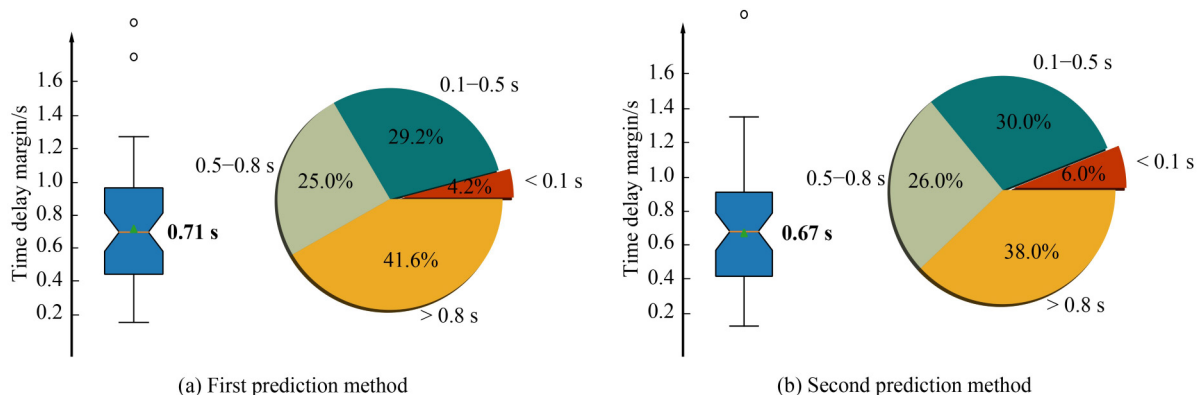 Time delay margin/s
1.6
1.4
1.2
1.0
0.8
0.6
0.4
0.2
0.71 s
0.1−0.5 s
29.2%
0.5−0.8 s
25.0%
4.2%
< 0.1 s
41.6%
> 0.8 s
(a) First prediction method
Time delay margin/s
1.6
1.4
1.2
1.0
0.8
0.6
0.4
0.2
0.67 s
0.1−0.5 s
30.0%
0.5−0.8 s
26.0%
6.0%
< 0.1 s
38.0%
> 0.8 s
(b) Second prediction method